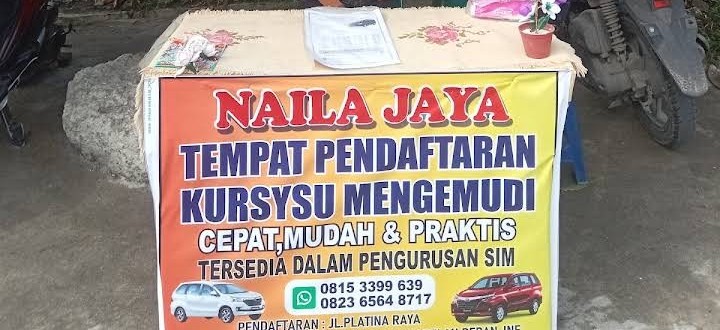 NAILA JAYA
TEMPAT PENDAFTARAN
KURSYSU MENGEMUDI
CEPAT,MUDAH & PRAKTIS
TERSEDIA DALAM PENGURUSAN SIM
0815 3399 639
0823 6564 8717
PENDAFTARAN : JL.PLATINA RAYA